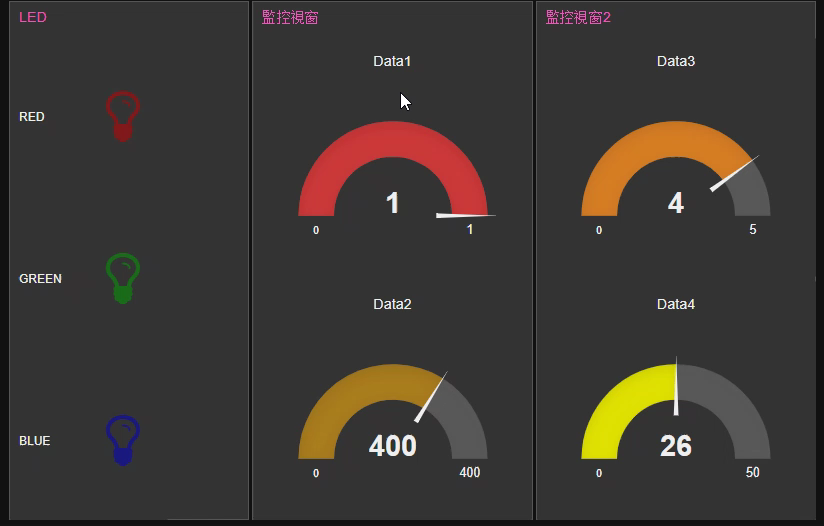 LED
RED
GREEN
BLUE
監控視窗
Data1
1
0
1
Data2
400
0
400
監控視窗2
Data3
4
0
5
Data4
26
0
50